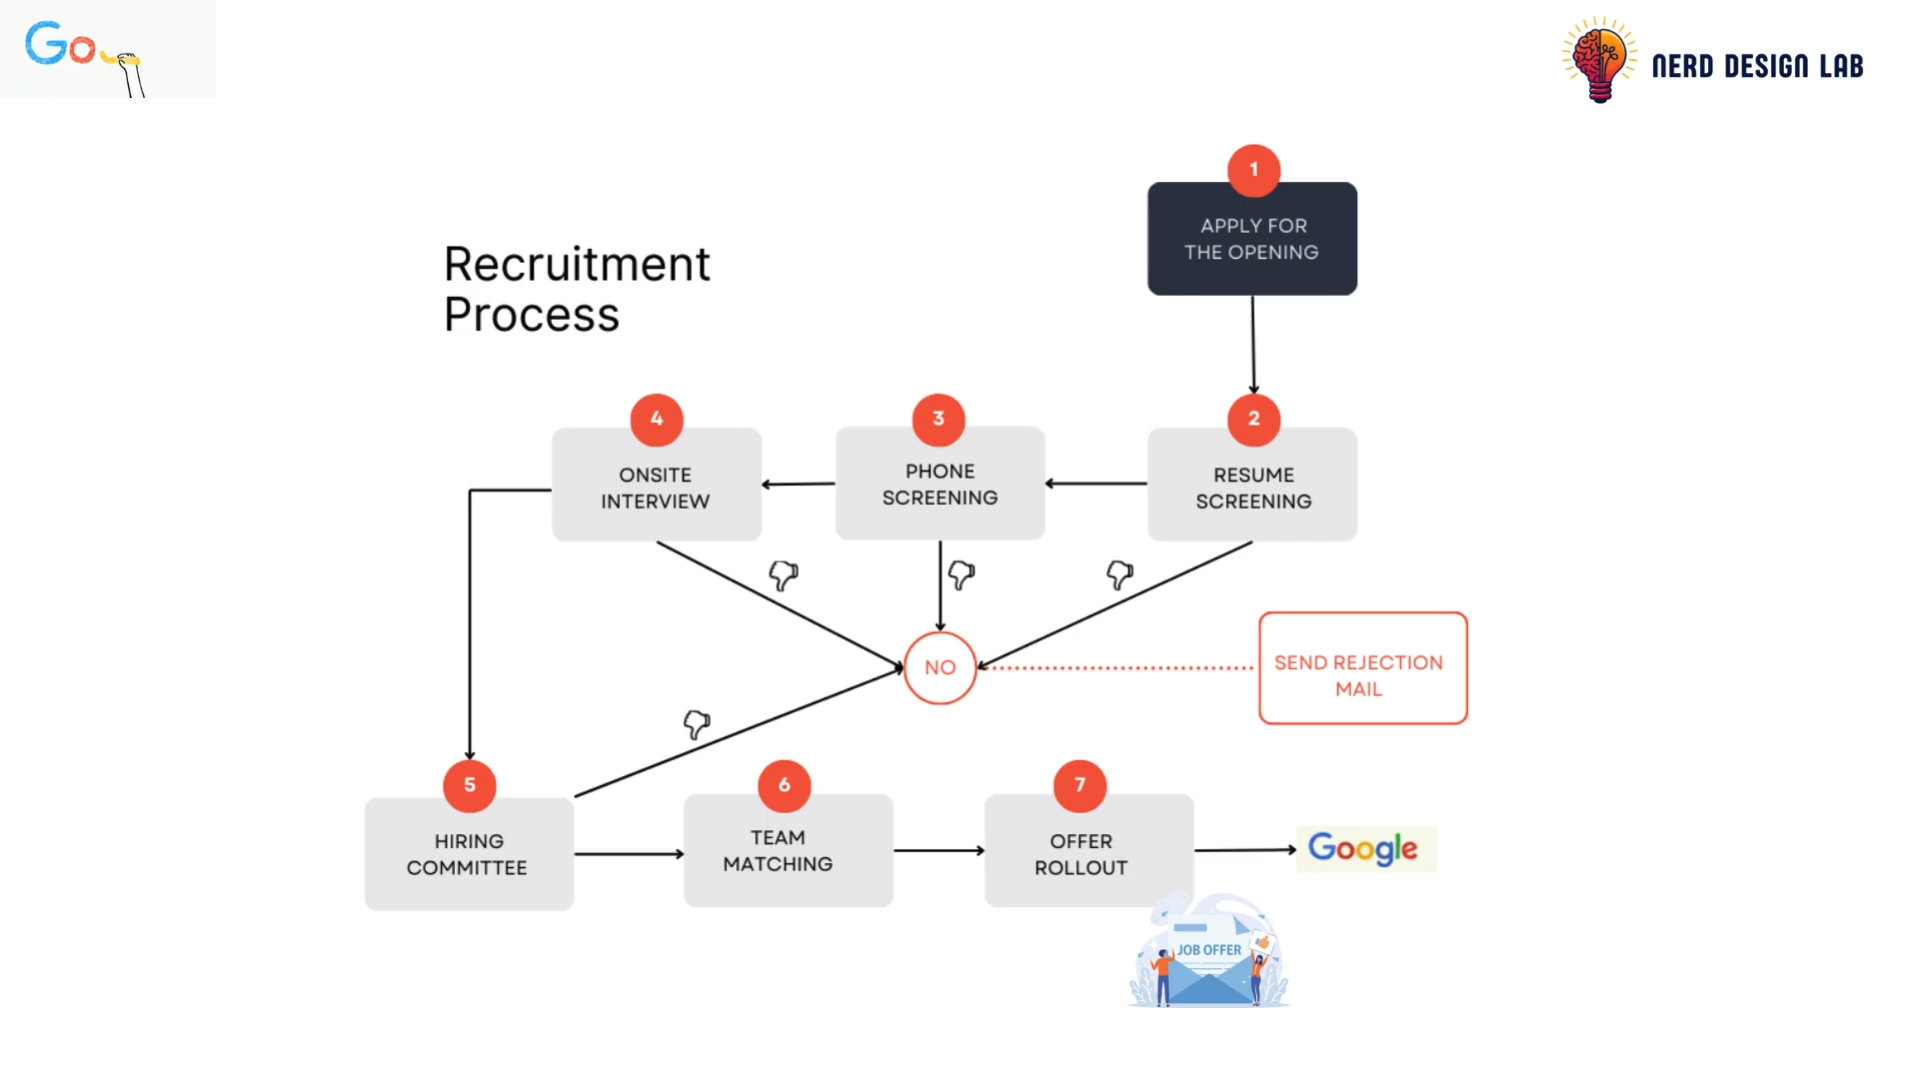 Go
NERD DESIGN LAB
Recruitment
Process
1
APPLY FOR
THE OPENING
2
RESUME
SCREENING
3
PHONE
SCREENING
4
ONSITE
INTERVIEW
NO
SEND REJECTION
MAIL
5
HIRING
COMMITTEE
6
TEAM
MATCHING
7
OFFER
ROLLOUT
Google
JOB OFFER